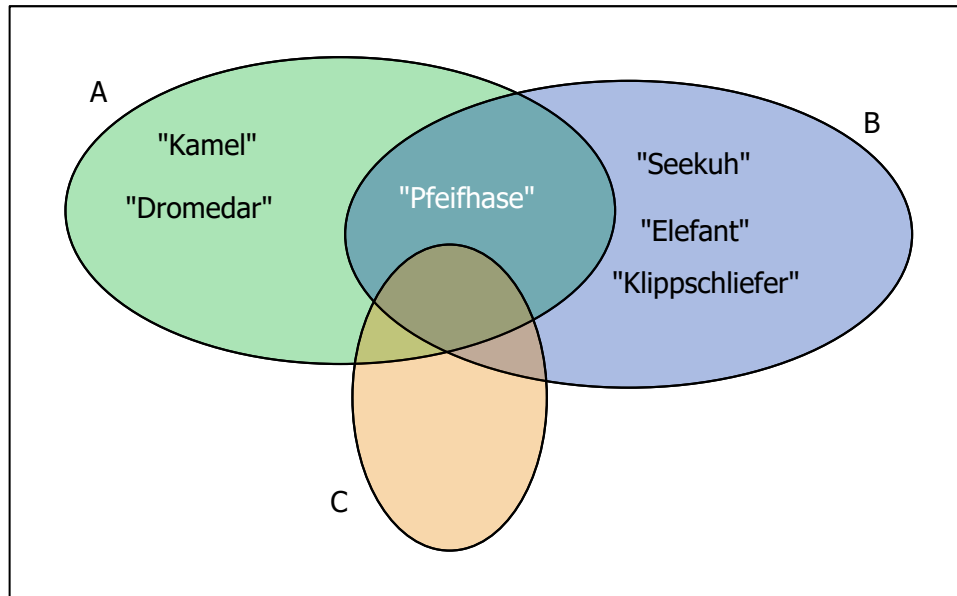 A
B
"Kamel"
"Seekuh"
"Pfeifhase"
"Dromedar"
"Elefant"
"Klippschliefer"
C